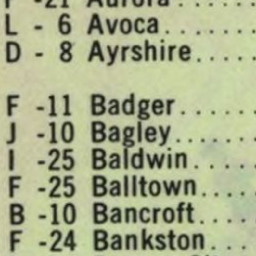 F -21 Aurora......
L - 6 Avoca........
D - 8 Ayrshire.....
F -11 Badger.......
J -10 Bagley.......
I -25 Baldwin......
F -25 Balltown.....
B -10 Bancroft.....
F -24 Bankston....